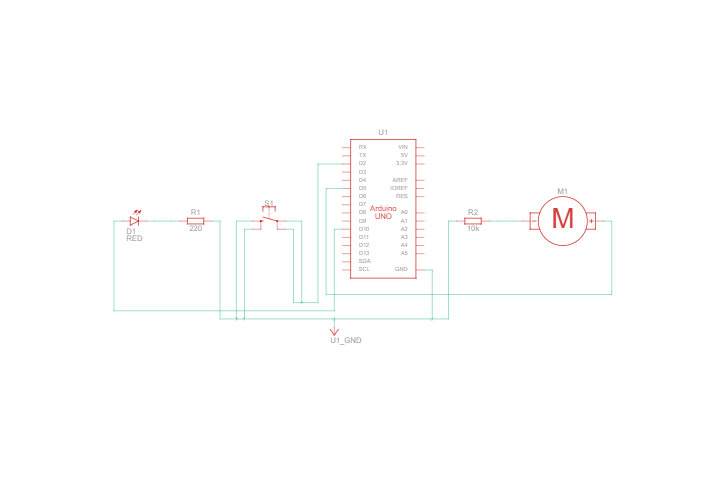 U1
RX
TX
D2
D3
D4
D5
D6
D7
D8
D9
D10
D11
D12
D13
SDA
SCL
VIN
5V
3.3V
AREF
IOREF
RES
A0
A1
A2
A3
A4
A5
GND
Arduino
UNO
D1
RED
R1
220
S1
R2
10k
M1
-
M
+
U1_GND